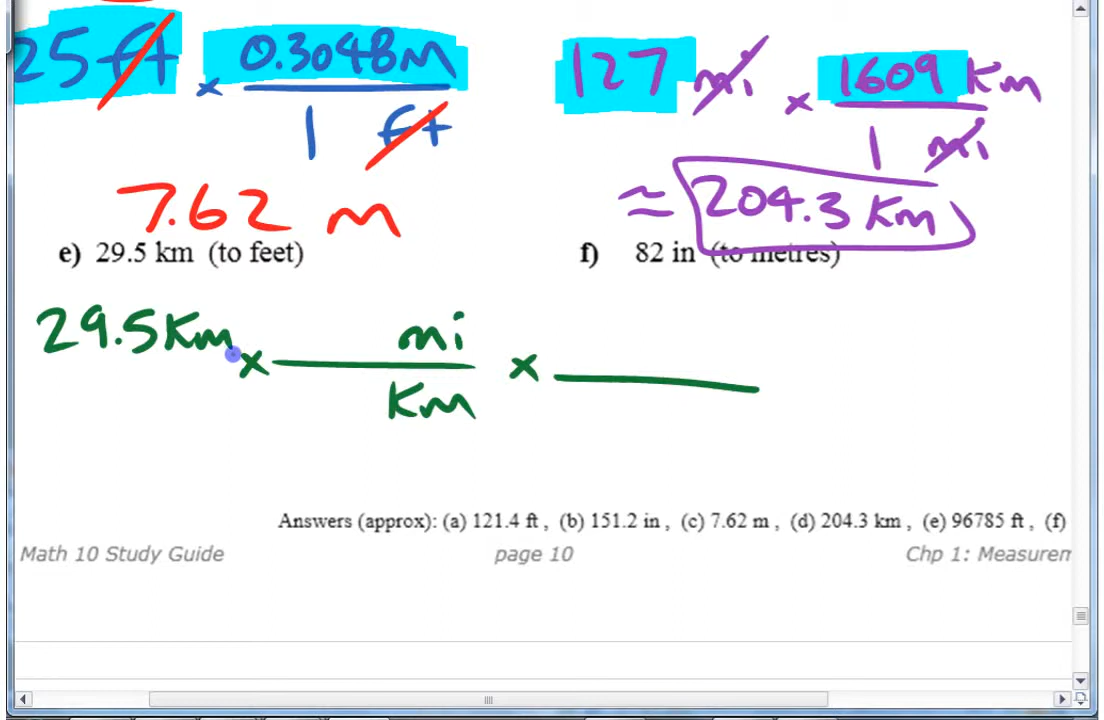 25 ft × 0.3048 m
1 ft
7.62 m
127 mi × 1609 Km
1 mi
≈ 204.3 Km
e) 29.5 km (to feet)
f) 82 in (to metres)
29.5 Km × mi ×
Km
Answers (approx): (a) 121.4 ft , (b) 151.2 in , (c) 7.62 m , (d) 204.3 km , (e) 96785 ft , (f)
Math 10 Study Guide
page 10
Chp 1: Measurem